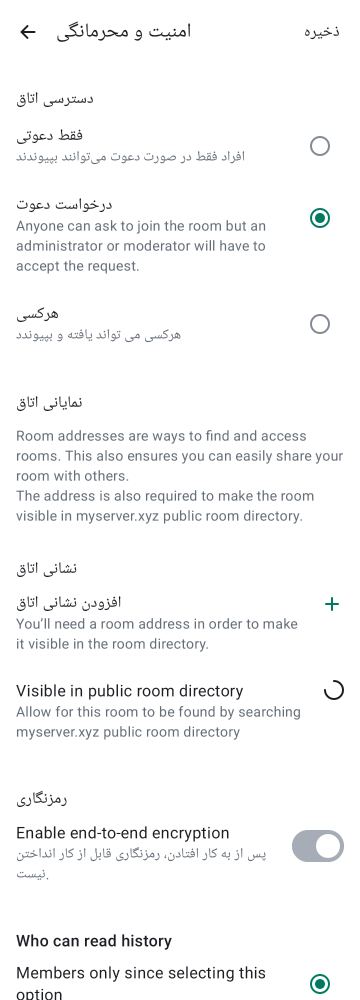 امنیت و محرمانگی
ذخیره
دسترسی اتاق
فقط دعوتی
افراد فقط در صورت دعوت می‌توانند بپیوندند
درخواست دعوت
Anyone can ask to join the room but an
administrator or moderator will have to
accept the request.
هرکسی
هرکسی می تواند یافته و بپیوندد
نمایانی اتاق
Room addresses are ways to find and access
rooms. This also ensures you can easily share your
room with others.
The address is also required to make the room
visible in myserver.xyz public room directory.
نشانی اتاق
افزودن نشانی اتاق
You’ll need a room address in order to make
it visible in the room directory.
Visible in public room directory
Allow for this room to be found by searching
myserver.xyz public room directory
رمزنگاری
Enable end-to-end encryption
پس از به کار افتادن، رمزنگاری قابل از کار انداختن
نیست.
Who can read history
Members only since selecting this
option